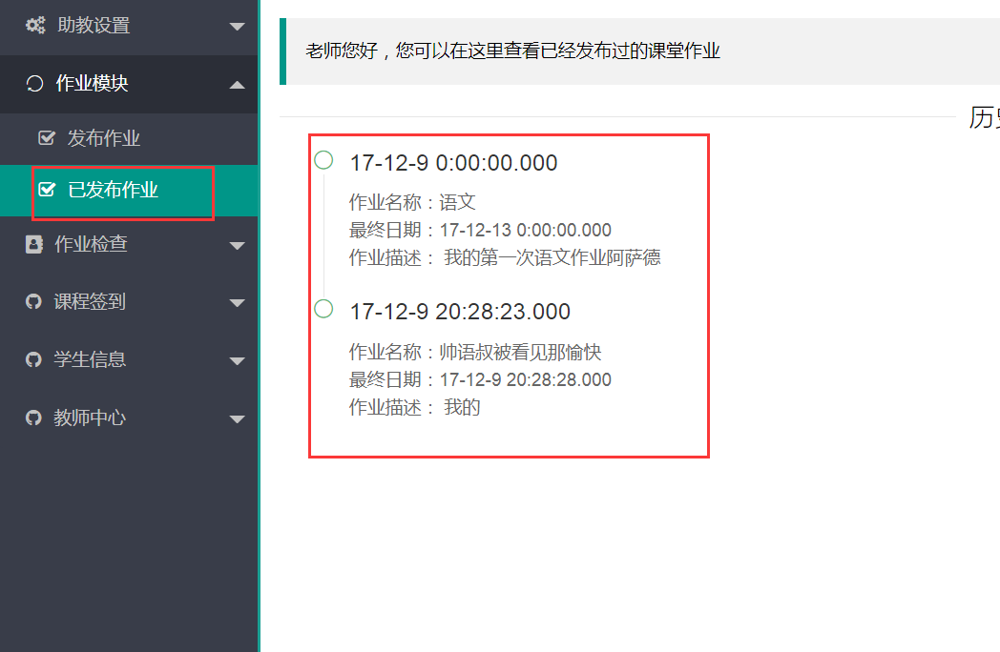 助教设置
作业模块
发布作业
已发布作业
作业检查
课程签到
学生信息
教师中心
老师您好，您可以在这里查看已经发布过的课堂作业
历
17-12-9 0:00:00.000
作业名称：语文
最终日期：17-12-13 0:00:00.000
作业描述： 我的第一次语文作业阿萨德
17-12-9 20:28:23.000
作业名称：帅语叔被看见那愉快
最终日期：17-12-9 20:28:28.000
作业描述： 我的